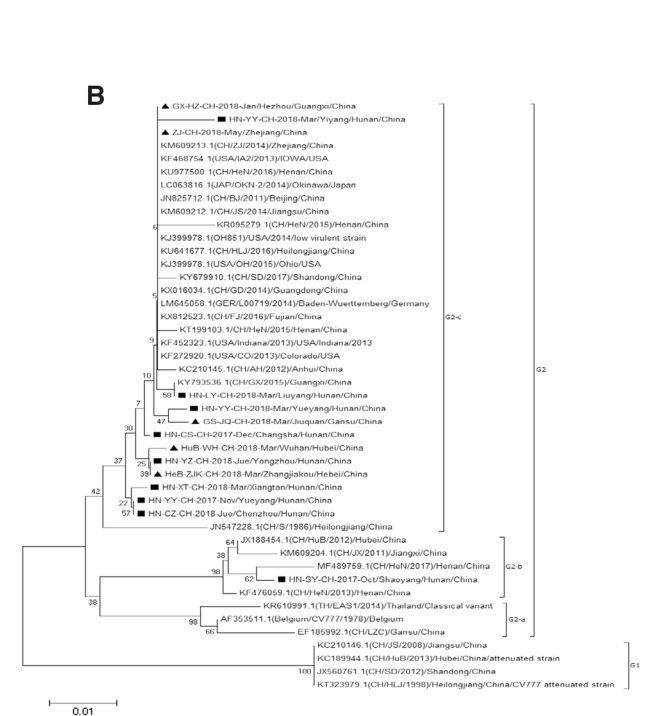 B
GX-HZ-CH-2018-Jan/Hezhou/Guangxi/China
HN-YY-CH-2018-Mar/Yiyang/Hunan/China
ZJ-CH-2018-May/Zhejiang/China
KM609213.1(CH/ZJ/2014)/Zhejiang/China
KF468754.1(USA/IA2/2013)/IOWA/USA
KU977500.1(CH/HeN/2016)/Henan/China
LC063816.1(JAP/OKN-2/2014)/Okinawa/Japan
JN825712.1(CH/BJ/2011)/Beijing/China
KM609212.1/CH/JS/2014/Jiangsu/China
KR095279.1(CH/HeN/2015)/Henan/China
6
KJ399978.1(OH851)/USA/2014/low virulent strain
KU641677.1(CH/HLJ/2016)/Heilongjiang/China
KJ399978.1(USA/OH/2015)/Ohio/USA
KY679910.1(CH/SD/2017)/Shandong/China
KX016034.1(CH/GD/2014)/Guangdong/China
5
LM645058.1(GER/L00719/2014)/Baden-Wuerttemberg/Germany
KX812523.1(CH/FJ/2016)/Fujian/China
G2-c
KT199103.1/CH/HeN/2015/Henan/China
9
KF452323.1(USA/Indiana/2013)/USA/Indiana/2013
KF272920.1(USA/CO/2013)/Colorado/USA
KC210145.1(CH/AH/2012)/Anhui/China
G2
10
KY793536.1(CH/GX/2015)/Guangxi/China
58
HN-LY-CH-2018-Mar/Liuyang/Hunan/China
7
HN-YY-CH-2018-Mar/Yueyang/Hunan/China
47
GS-JQ-CH-2018-Mar/Jiuquan/Gansu/China
30
HN-CS-CH-2017-Dec/Changsha/Hunan/China
HuB-WH-CH-2018-Mar/Wuhan/Hubei/China
37
25
HN-YZ-CH-2018-Jue/Yongzhou/Hunan/China
39
HeB-ZJK-CH-2018-Mar/Zhangjiakou/Hebei/China
HN-XT-CH-2018-Mar/Xiangtan/Hunan/China
42
22
HN-YY-CH-2017-Nov/Yueyang/Hunan/China
57
HN-CZ-CH-2018-Jue/Chenzhou/Hunan/China
JN547228.1(CH/S/1986)/Heilongjiang/China
64
JX188454.1(CH/HuB/2012)/Hubei/China
38
KM609204.1(CH/JX/2011)/Jiangxi/China
98
MF489759.1(CH/HeN/2017)/Henan/China
G2-b
62
HN-SY-CH-2017-Oct/Shaoyang/Hunan/China
KF476059.1(CH/HeN/2013)/Henan/China
38
KR610991.1(TH/EAS1/2014)/Thailand/Classical variant
98
AF353511.1(Belgium/CV777/1978)/Belgium
G2-a
66
EF185992.1(CH/LZC)/Gansu/China
KC210146.1(CH/JS/2008)/Jiangsu/China
KC189944.1(CH/HuB/2013)/Hubei/China/attenuated strain
G1
100
JX560761.1(CH/SD/2012)/Shandong/China
KT323979.1(CH/HLJ/1998)/Heilongjiang/China/CV777 attenuated strain
0.01